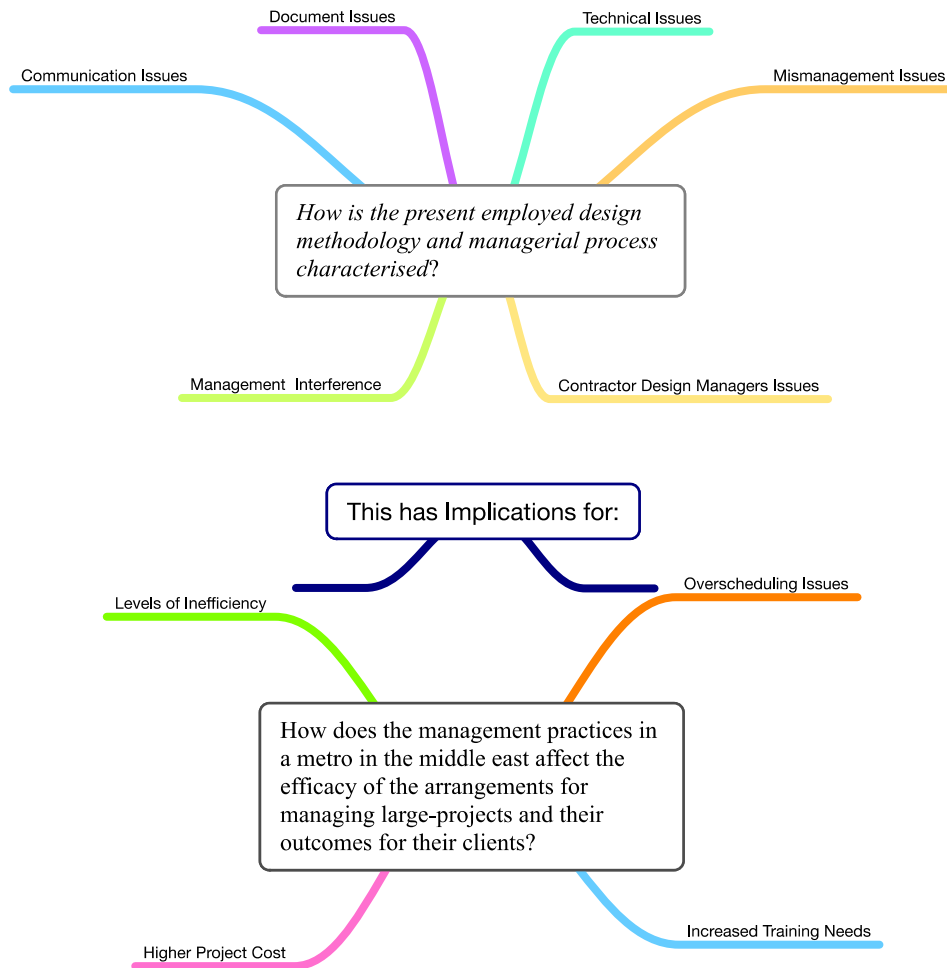 Document Issues
Technical Issues
Communication Issues
Mismanagement Issues
How is the present employed design
methodology and managerial process
characterised?
Management Interference
Contractor Design Managers Issues
This has Implications for:
Overscheduling Issues
Levels of Inefficiency
How does the management practices in
a metro in the middle east affect the
efficacy of the arrangements for
managing large-projects and their
outcomes for their clients?
Increased Training Needs
Higher Project Cost